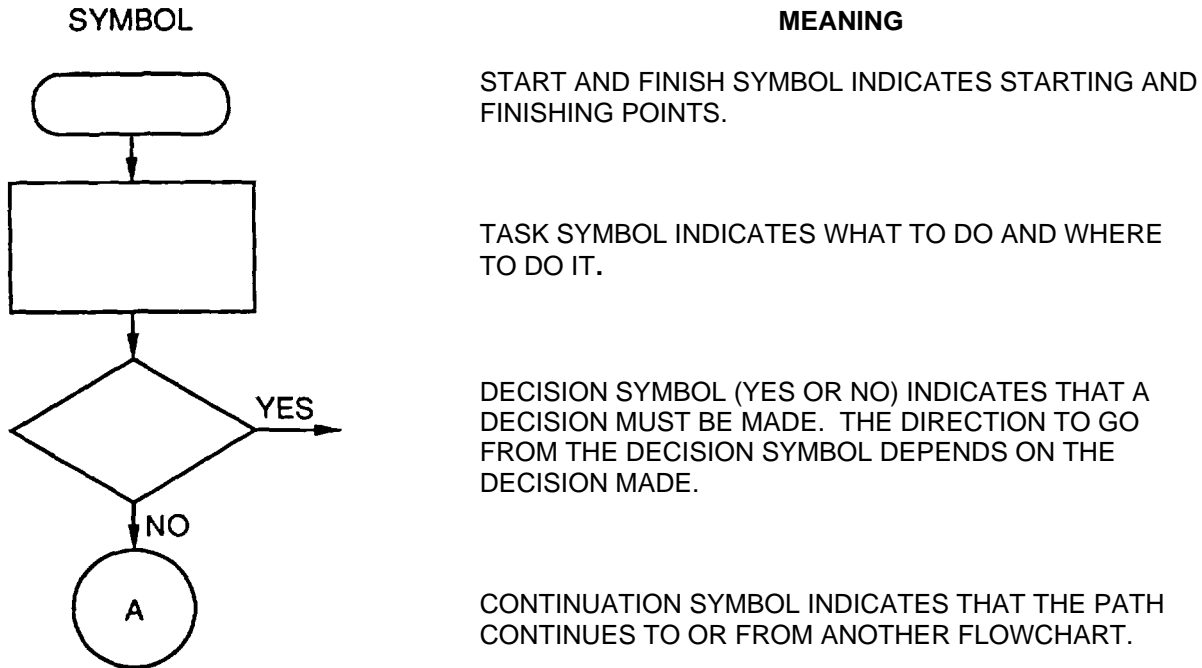 SYMBOL MEANING
START AND FINISH SYMBOL INDICATES STARTING AND
FINISHING POINTS.
TASK SYMBOL INDICATES WHAT TO DO AND WHERE
TO DO IT.
YES
DECISION SYMBOL (YES OR NO) INDICATES THAT A
DECISION MUST BE MADE. THE DIRECTION TO GO
FROM THE DECISION SYMBOL DEPENDS ON THE
DECISION MADE.
NO
A
CONTINUATION SYMBOL INDICATES THAT THE PATH
CONTINUES TO OR FROM ANOTHER FLOWCHART.